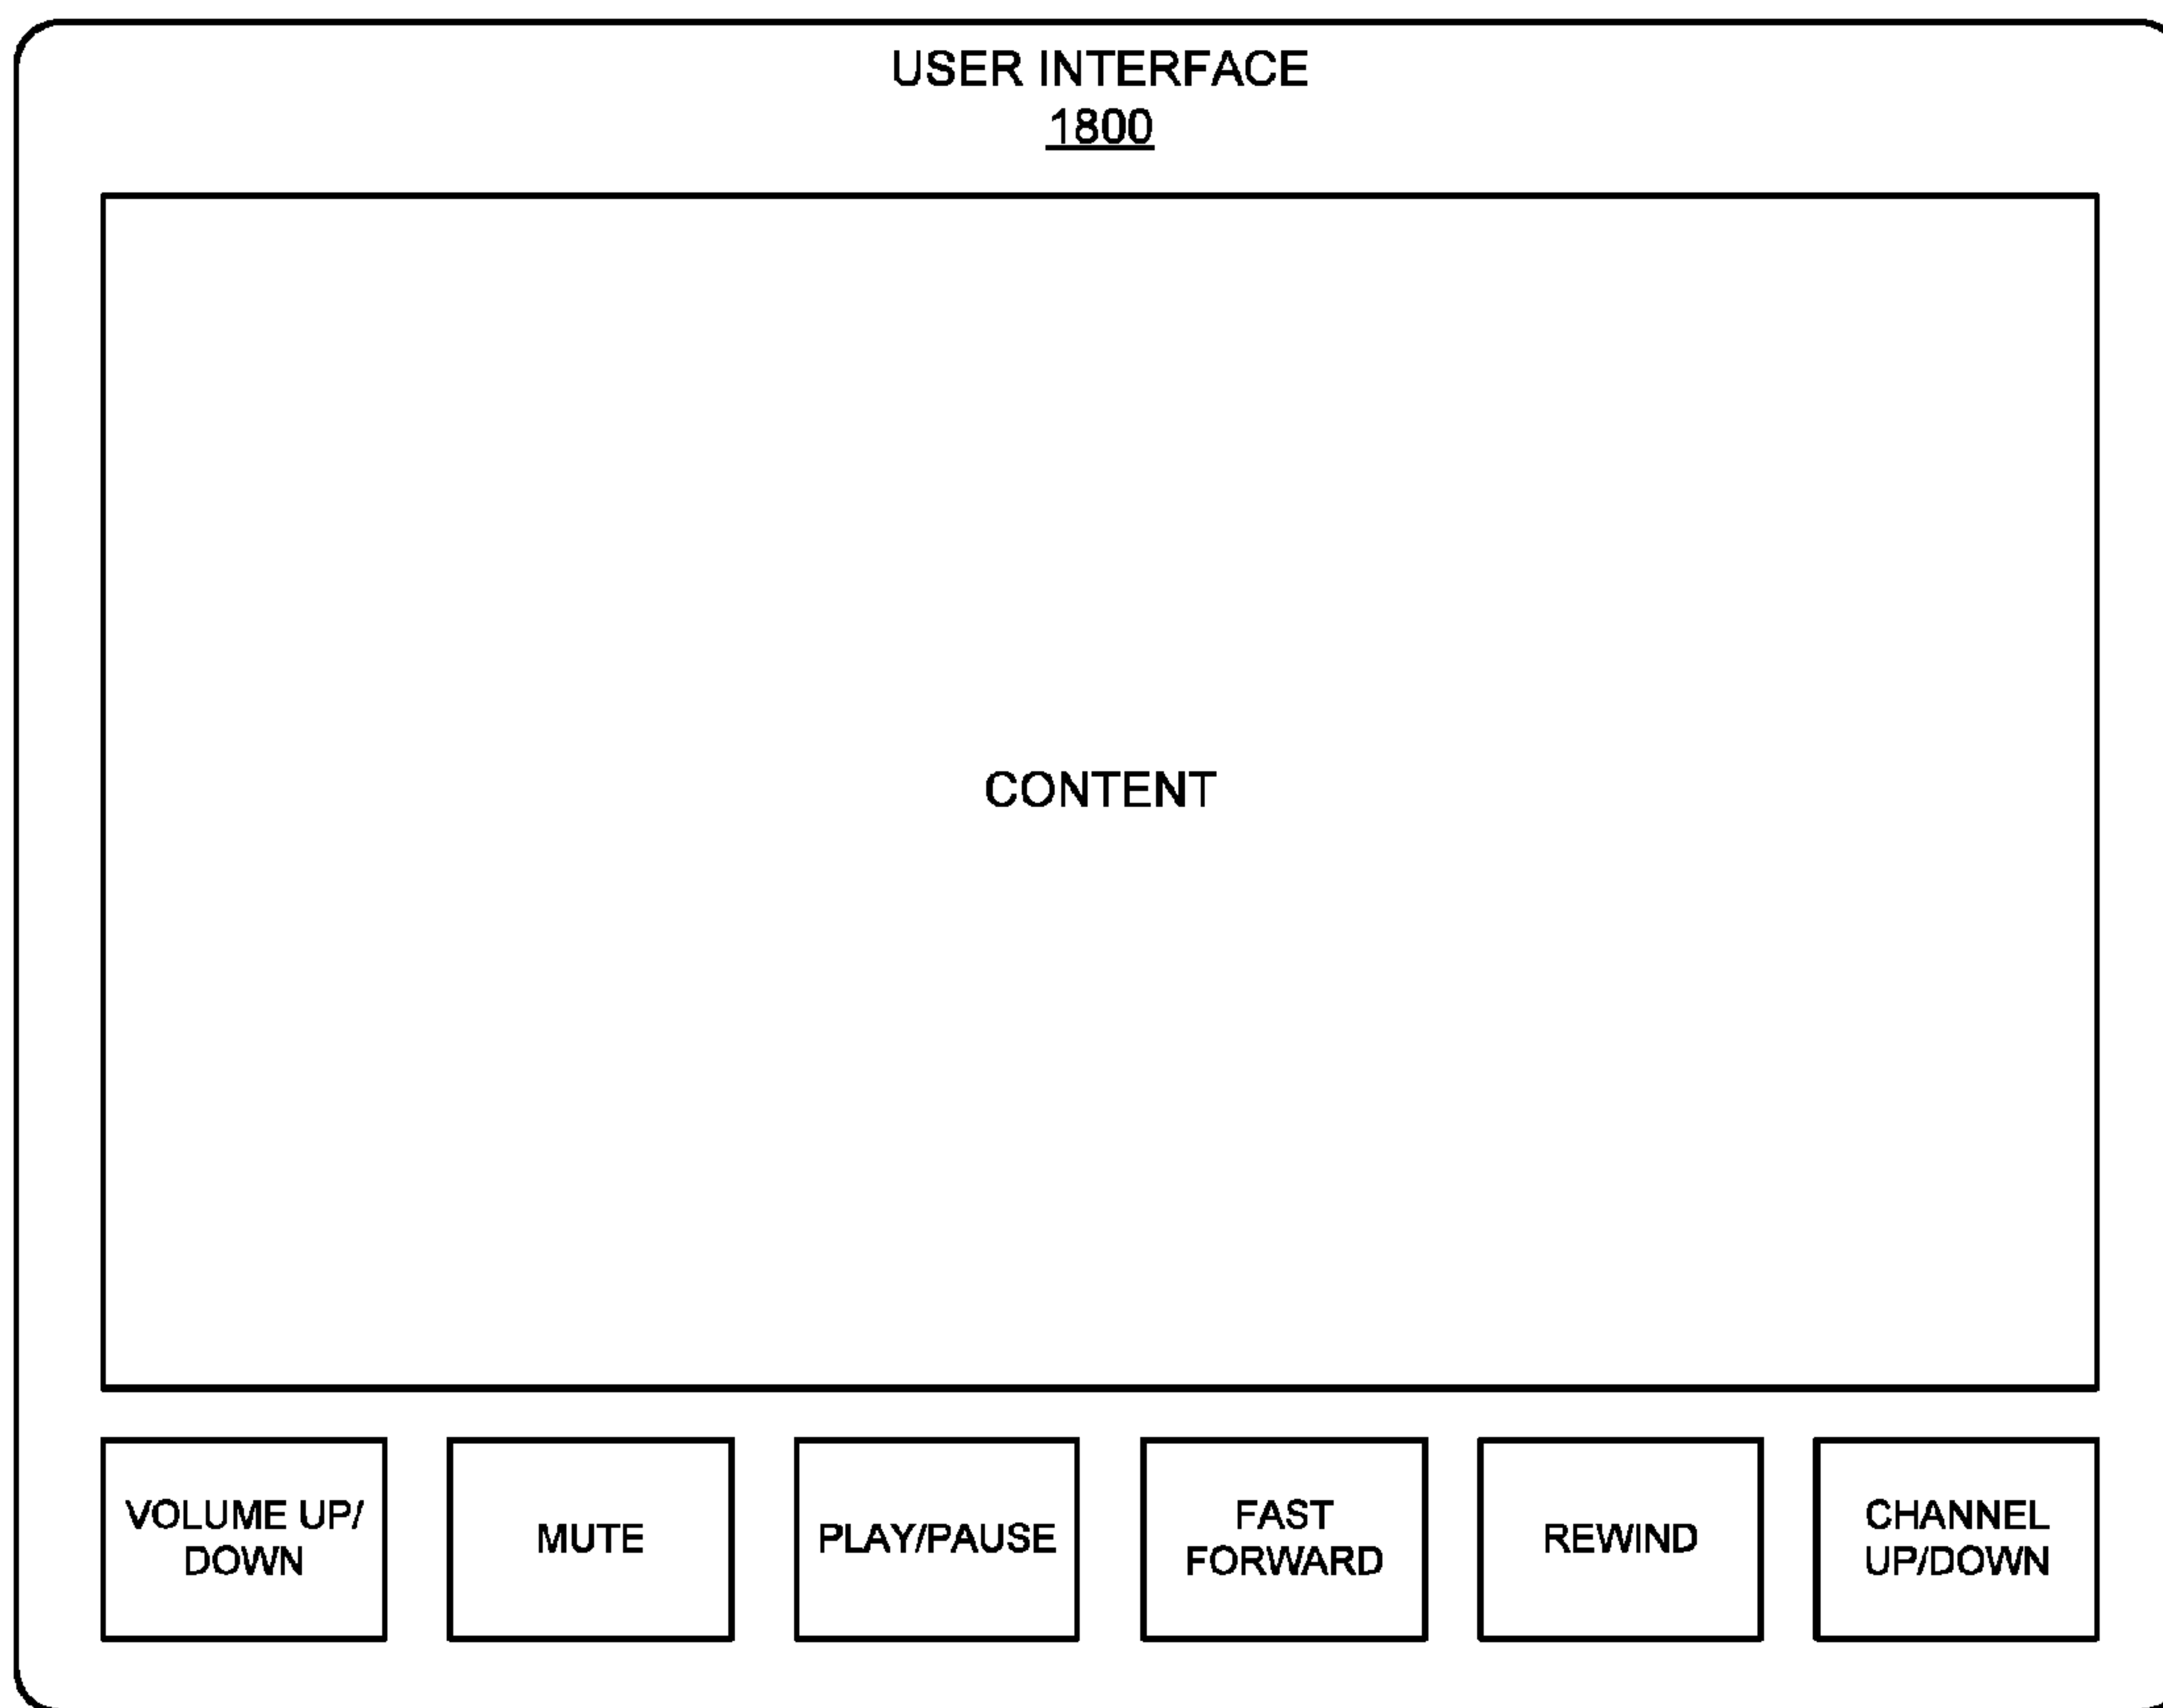 USER INTERFACE
1800
CONTENT
VOLUME UP/
DOWN
MUTE
PLAY/PAUSE
FAST
FORWARD
REWIND
CHANNEL
UP/DOWN